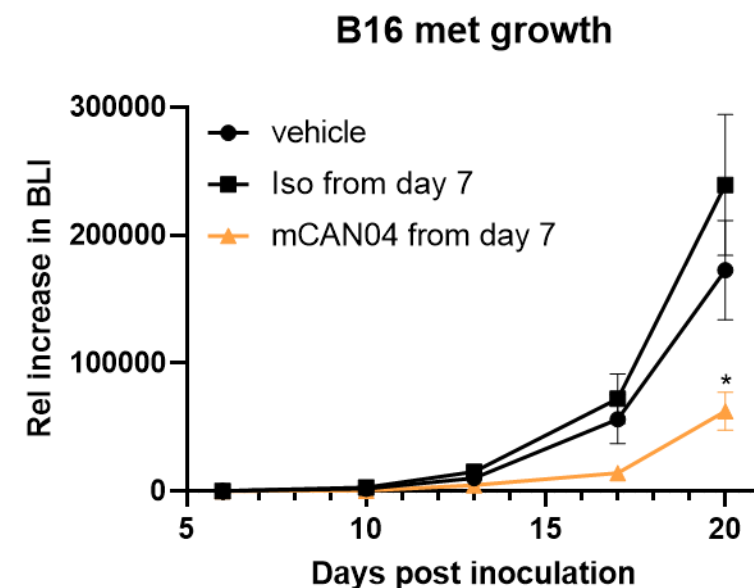 B16 met growth
300000
200000
100000
0
Rel increase in BLI
vehicle
Iso from day 7
mCAN04 from day 7
*
5 10 15 20
Days post inoculation